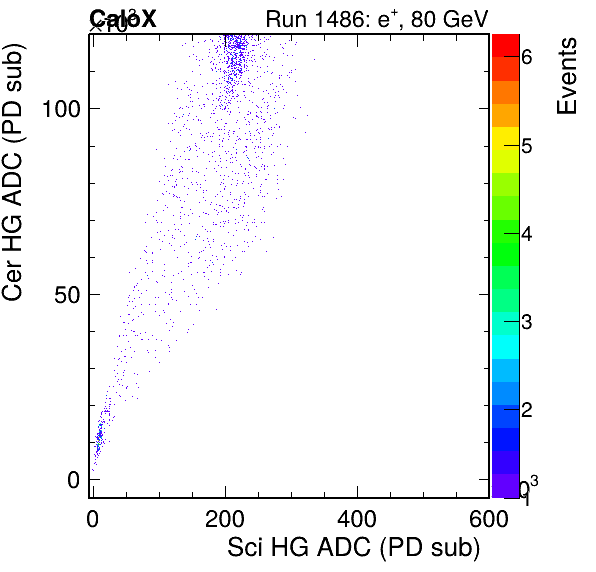 CaloX
Run 1486: e⁺, 80 GeV
×10³
Cer HG ADC (PD sub)
100
50
0
0
200
400
600
Sci HG ADC (PD sub)
Events
6
5
4
3
2
1